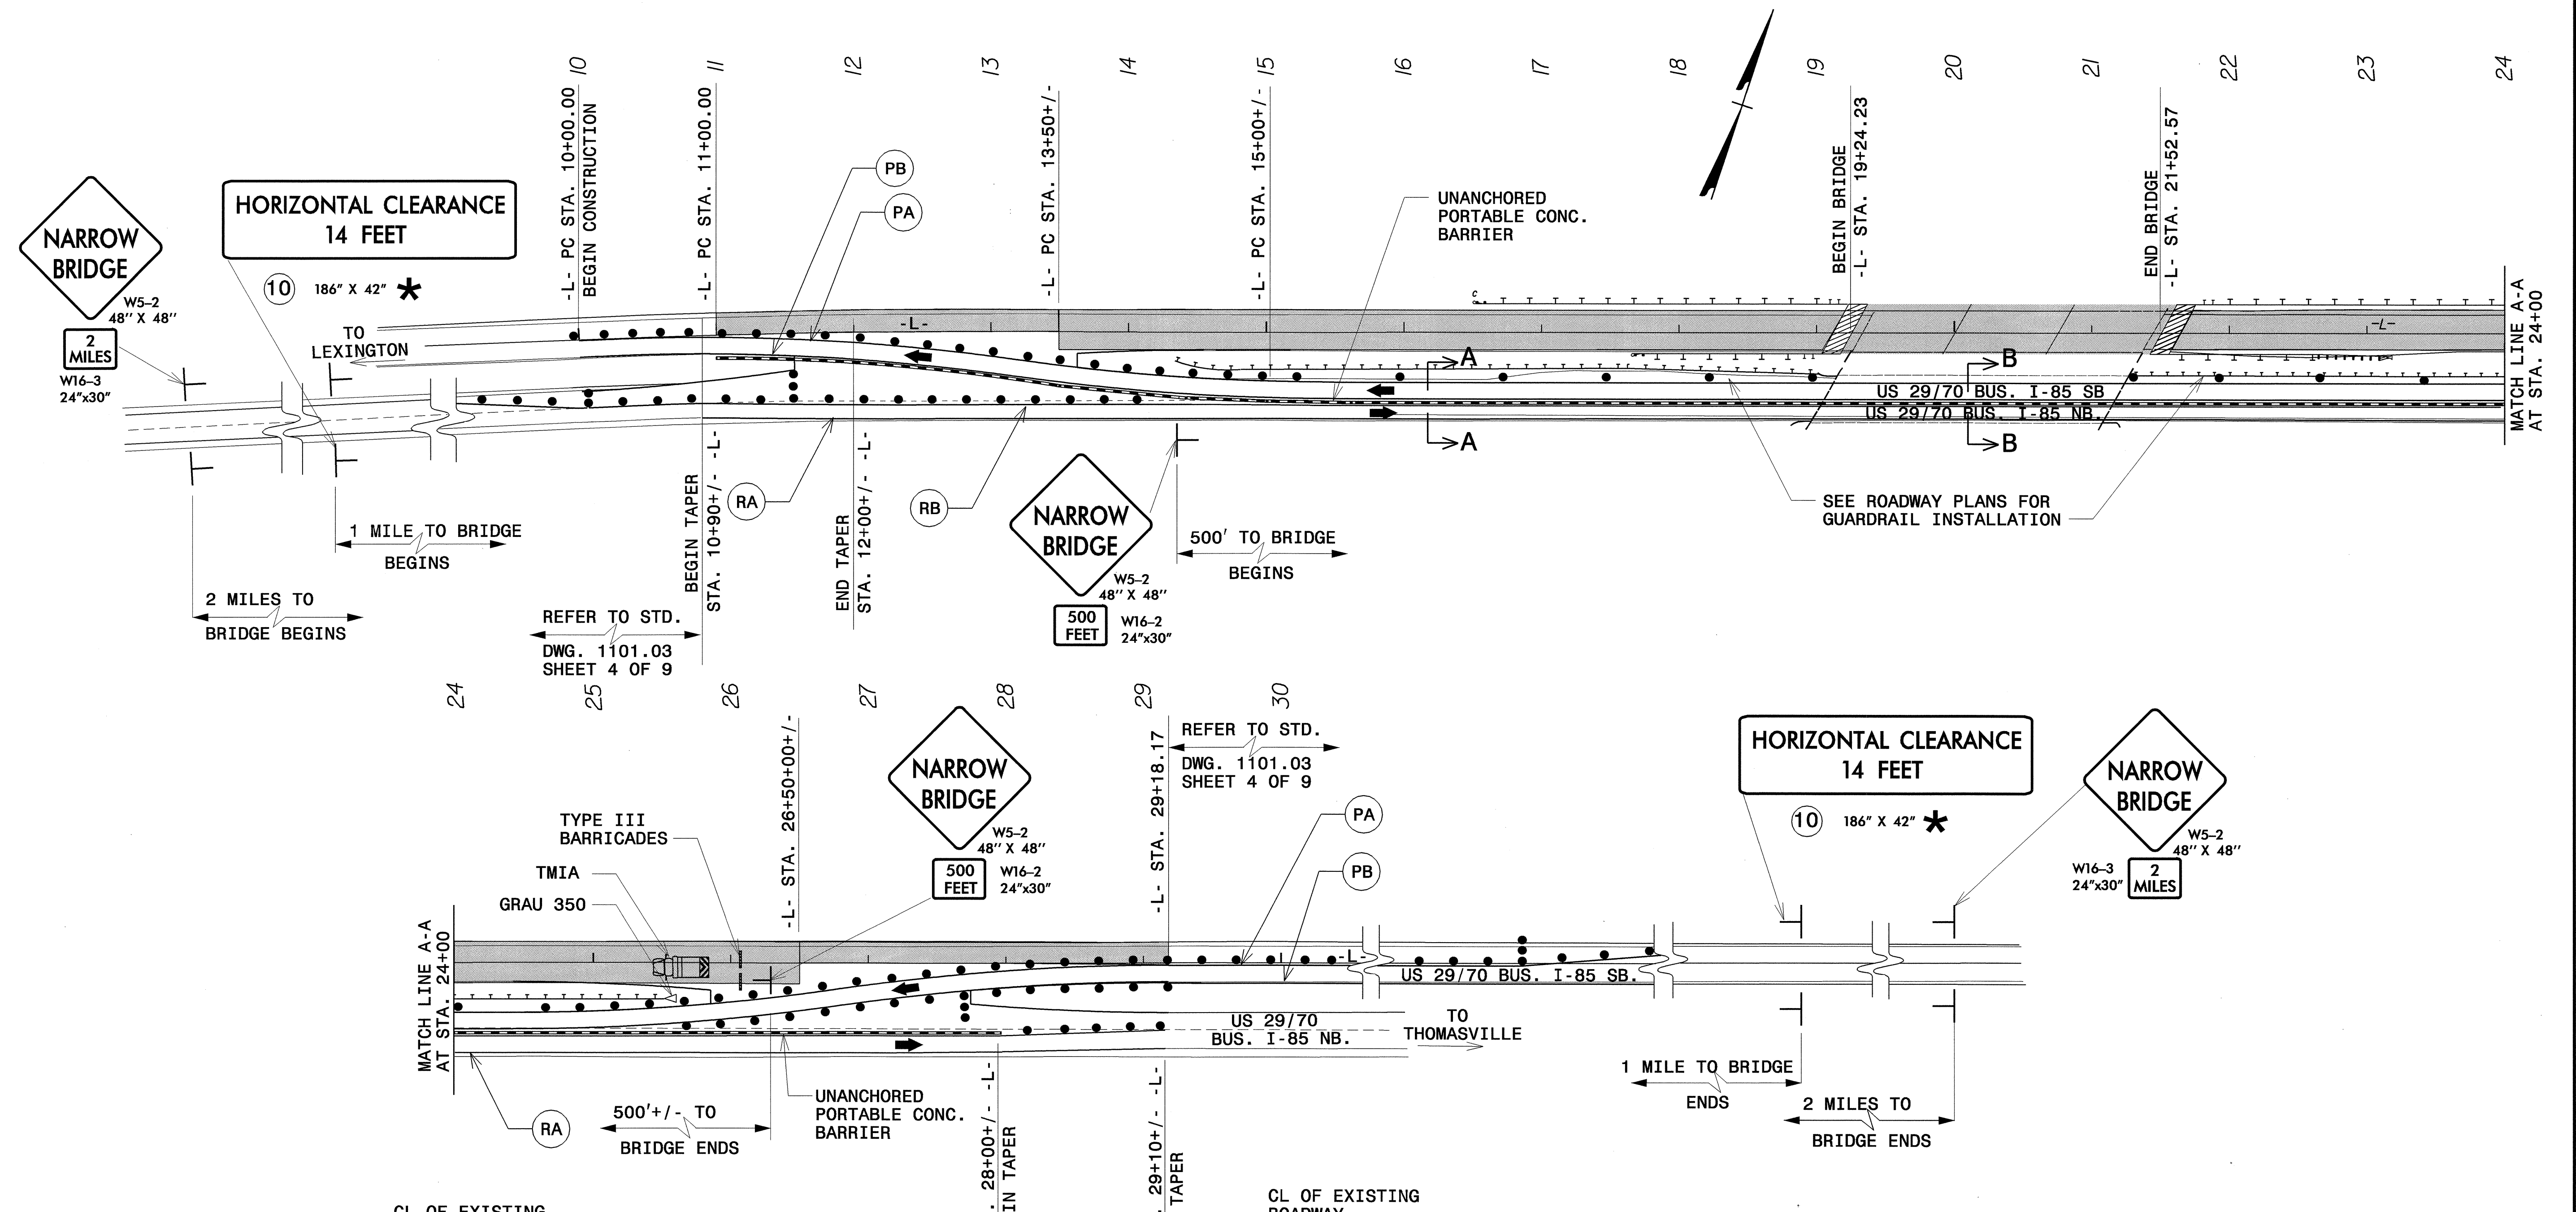 10
11
12
13
14
15
16
17
18
19
20
21
22
23
24
-L- PC STA. 10+00.00
BEGIN CONSTRUCTION
-L- PC STA. 11+00.00
-L- PC STA. 13+50+/-
-L- PC STA. 15+00+/-
BEGIN BRIDGE
-L- STA. 19+24.23
END BRIDGE
-L- STA. 21+52.57
MATCH LINE A-A
AT STA. 24+00
NARROW
BRIDGE
W5-2
48" X 48"
2
MILES
W16-3
24"x30"
HORIZONTAL CLEARANCE
14 FEET
10
186" X 42" *
TO
LEXINGTON
PB
PA
UNANCHORED
PORTABLE CONC.
BARRIER
-L-
-L-
A
A
B
B
US 29/70 BUS. I-85 SB
US 29/70 BUS. I-85 NB.
RA
RB
NARROW
BRIDGE
W5-2
48" X 48"
500
FEET
W16-2
24"x30"
500' TO BRIDGE
BEGINS
SEE ROADWAY PLANS FOR
GUARDRAIL INSTALLATION
1 MILE TO BRIDGE
BEGINS
2 MILES TO
BRIDGE BEGINS
BEGIN TAPER
STA. 10+90+/- -L-
END TAPER
STA. 12+00+/- -L-
REFER TO STD.
DWG. 1101.03
SHEET 4 OF 9
24
25
26
27
28
29
30
-L- STA. 26+50+00+/-
-L- STA. 29+18.17
REFER TO STD.
DWG. 1101.03
SHEET 4 OF 9
NARROW
BRIDGE
W5-2
48" X 48"
500
FEET
W16-2
24"x30"
TYPE III
BARRICADES
TMIA
GRAU 350
MATCH LINE A-A
AT STA. 24+00
PA
PB
HORIZONTAL CLEARANCE
14 FEET
10
186" X 42" *
NARROW
BRIDGE
W5-2
48" X 48"
W16-3
24"x30"
2
MILES
-L-
US 29/70 BUS. I-85 SB.
US 29/70
BUS. I-85 NB.
TO
THOMASVILLE
RA
500'+/- TO
BRIDGE ENDS
UNANCHORED
PORTABLE CONC.
BARRIER
1 MILE TO BRIDGE
ENDS
2 MILES TO
BRIDGE ENDS
28+00+/- -L-
IN TAPER
29+10+/- -L-
TAPER
CL OF EXISTING
CL OF EXISTING
ROADWAY